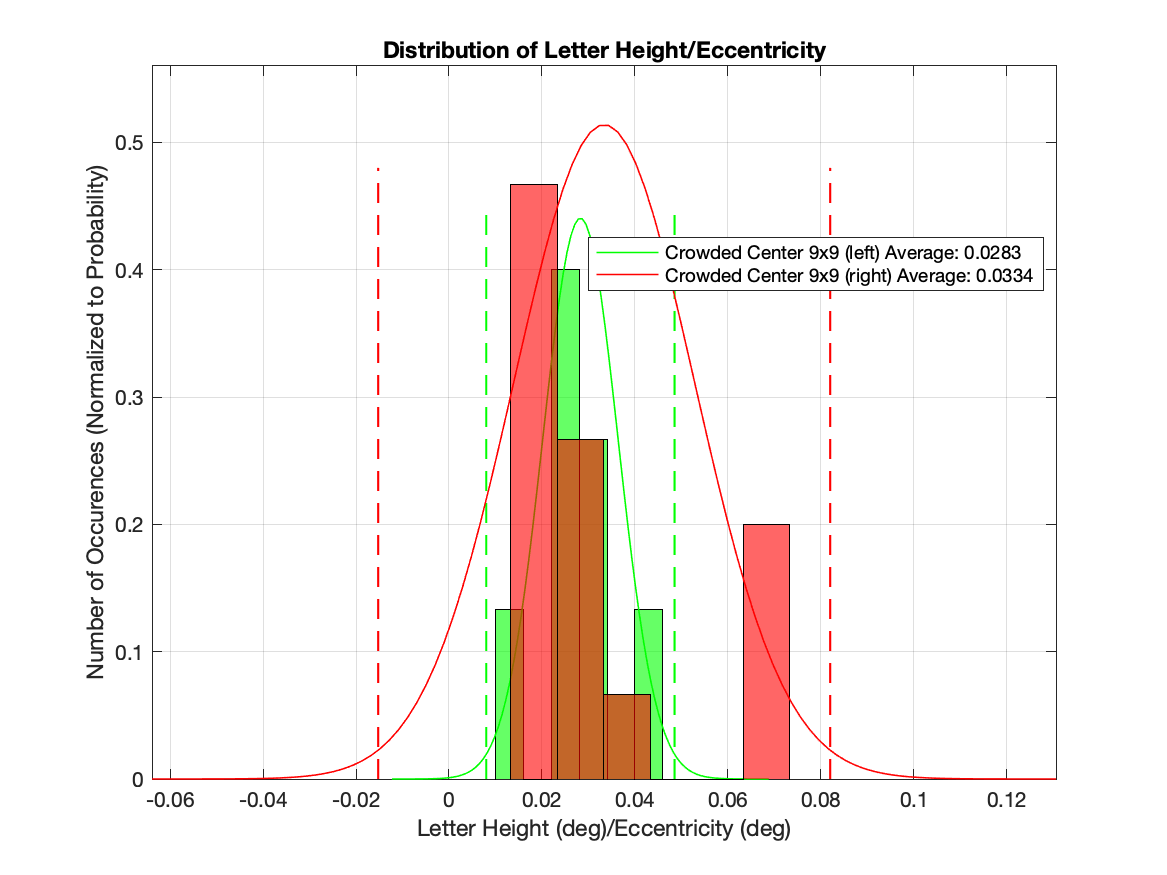 Distribution of Letter Height/Eccentricity
Number of Occurences (Normalized to Probability)
0.5
0.4
0.3
0.2
0.1
0
Crowded Center 9x9 (left) Average: 0.0283
Crowded Center 9x9 (right) Average: 0.0334
-0.06 -0.04 -0.02 0 0.02 0.04 0.06 0.08 0.1 0.12
Letter Height (deg)/Eccentricity (deg)